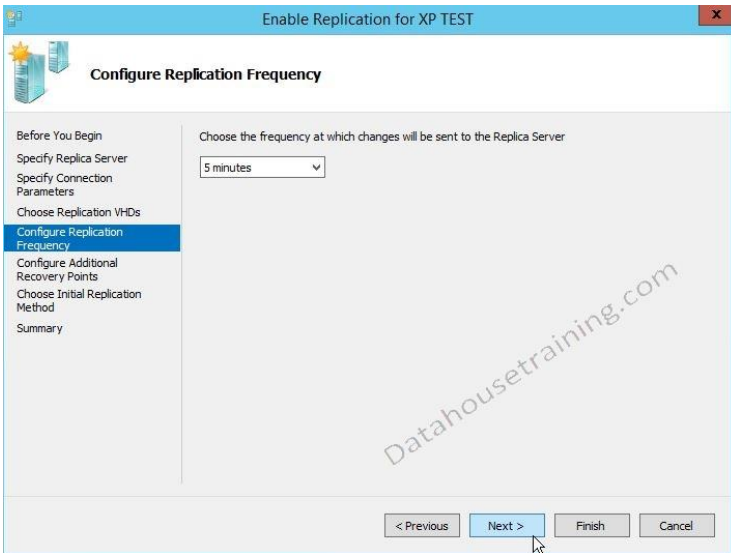 Enable Replication for XP TEST
x
Configure Replication Frequency
Before You Begin
Specify Replica Server
Specify Connection
Parameters
Choose Replication VHDs
Configure Replication
Frequency
Configure Additional
Recovery Points
Choose Initial Replication
Method
Summary
Choose the frequency at which changes will be sent to the Replica Server
5 minutes
Datahousetraining.com
< Previous
Next >
Finish
Cancel